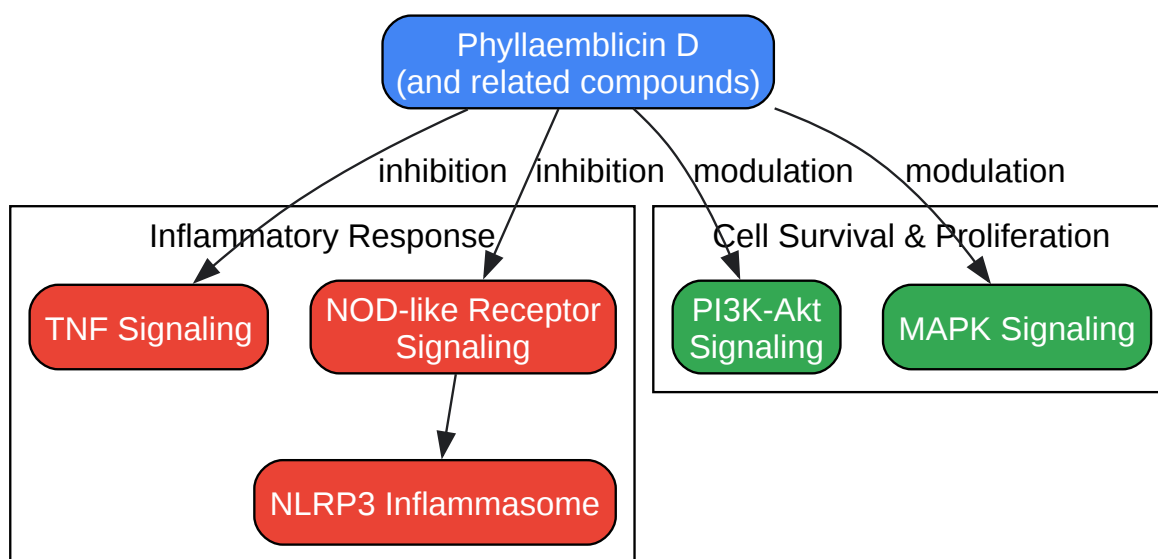 Phyllaemblicin D
(and related compounds)
inhibition
inhibition
modulation
modulation
Inflammatory Response
Cell Survival & Proliferation
TNF Signaling
NOD-like Receptor
Signaling
PI3K-Akt
Signaling
MAPK Signaling
NLRP3 Inflammasome